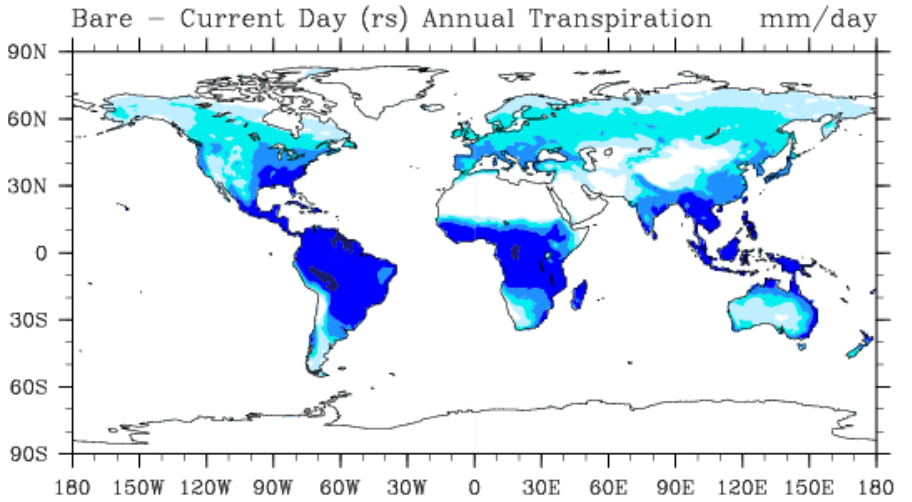 Bare − Current Day (rs) Annual Transpiration mm/day
90N
60N
30N
0
30S
60S
90S
180 150W 120W 90W 60W 30W 0 30E 60E 90E 120E 150E 180